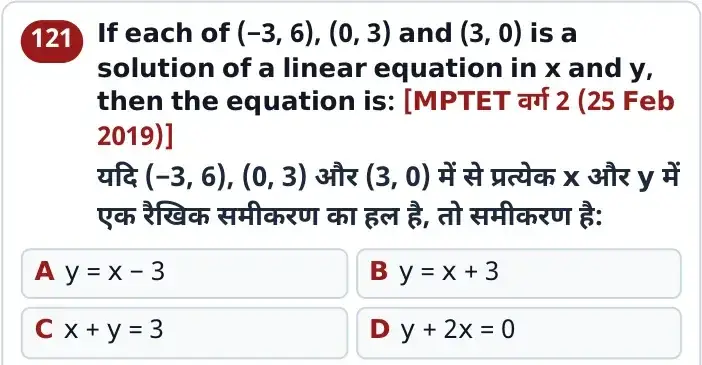 121 If each of (−3, 6), (0, 3) and (3, 0) is a
solution of a linear equation in x and y,
then the equation is: [MPTET वर्ग 2 (25 Feb
2019)]
यदि (−3, 6), (0, 3) और (3, 0) में से प्रत्येक x और y में
एक रैखिक समीकरण का हल है, तो समीकरण है:
A y = x − 3
B y = x + 3
C x + y = 3
D y + 2x = 0